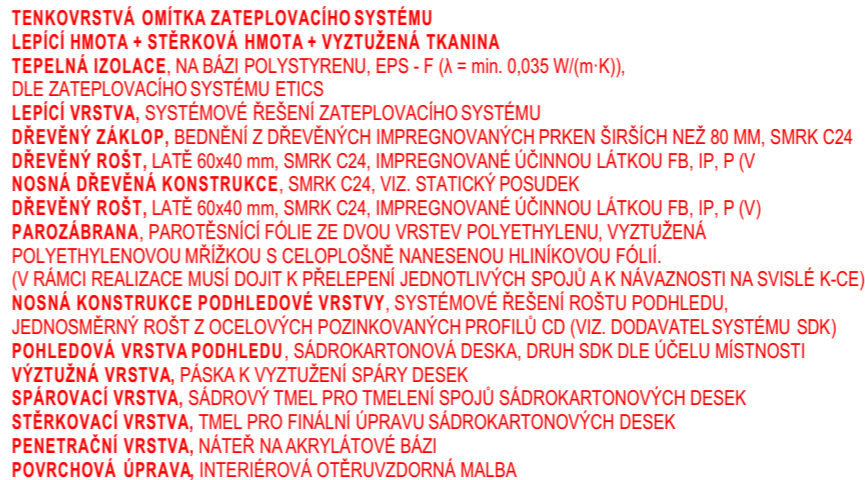 TENKOVRSTVÁ OMÍTKA ZATEPLOVACÍHO SYSTÉMU
LEPÍCÍ HMOTA + STĚRKOVÁ HMOTA + VYZTUŽENÁ TKANINA
TEPELNÁ IZOLACE, NA BÁZI POLYSTYRENU, EPS - F (λ = min. 0,035 W/(m·K)),
DLE ZATEPLOVACÍHO SYSTÉMU ETICS
LEPÍCÍ VRSTVA, SYSTÉMOVÉ ŘEŠENÍ ZATEPLOVACÍHO SYSTÉMU
DŘEVĚNÝ ZÁKLOP, BEDNĚNÍ Z DŘEVĚNÝCH IMPREGNOVANÝCH PRKEN ŠIRŠÍCH NEŽ 80 MM, SMRK C24
DŘEVĚNÝ ROŠT, LATĚ 60x40 mm, SMRK C24, IMPREGNOVANÉ ÚČINNOU LÁTKOU FB, IP, P (V
NOSNÁ DŘEVĚNÁ KONSTRUKCE, SMRK C24, VIZ. STATICKÝ POSUDEK
DŘEVĚNÝ ROŠT, LATĚ 60x40 mm, SMRK C24, IMPREGNOVANÉ ÚČINNOU LÁTKOU FB, IP, P (V)
PAROZÁBRANA, PAROTĚSNÍCÍ FÓLIE ZE DVOU VRSTEV POLYETHYLENU, VYZTUŽENÁ
POLYETHYLENOVOU MŘÍŽKOU S CELOPLOŠNĚ NANESENOU HLINÍKOVOU FÓLIÍ.
(V RÁMCI REALIZACE MUSÍ DOJIT K PŘELEPENÍ JEDNOTLIVÝCH SPOJŮ A K NÁVAZNOSTI NA SVISLÉ K-CE)
NOSNÁ KONSTRUKCE PODHLEDOVÉ VRSTVY, SYSTÉMOVÉ ŘEŠENÍ ROŠTU PODHLEDU,
JEDNOSMĚRNÝ ROŠT Z OCELOVÝCH POZINKOVANÝCH PROFILŮ CD (VIZ. DODAVATEL SYSTÉMU SDK)
POHLEDOVÁ VRSTVA PODHLEDU, SÁDROKARTONOVÁ DESKA, DRUH SDK DLE ÚČELU MÍSTNOSTI
VÝZTUŽNÁ VRSTVA, PÁSKA K VYZTUŽENÍ SPÁRY DESEK
SPÁROVACÍ VRSTVA, SÁDROVÝ TMEL PRO TMELENÍ SPOJŮ SÁDROKARTONOVÝCH DESEK
STĚRKOVACÍ VRSTVA, TMEL PRO FINÁLNÍ ÚPRAVU SÁDROKARTONOVÝCH DESEK
PENETRAČNÍ VRSTVA, NÁTEŘ NA AKRYLÁTOVÉ BÁZI
POVRCHOVÁ ÚPRAVA, INTERIÉROVÁ OTĚRUVZDORNÁ MALBA